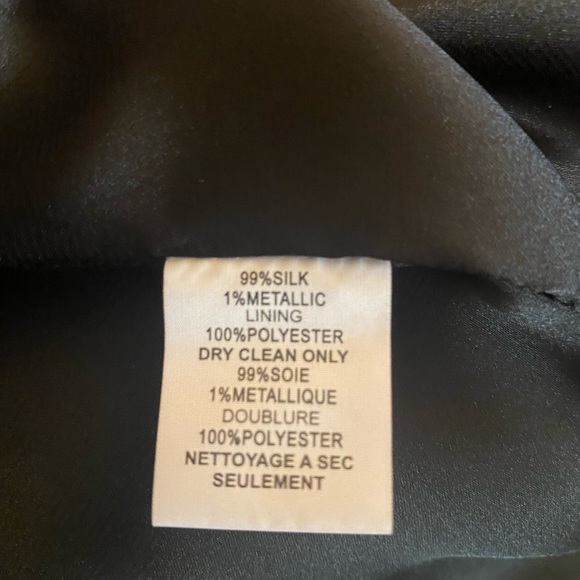 99%SILK
1%METALLIC
LINING
100%POLYESTER
DRY CLEAN ONLY
99%SOIE
1%METALLIQUE
DOUBLURE
100%POLYESTER
NETTOYAGE A SEC
SEULEMENT